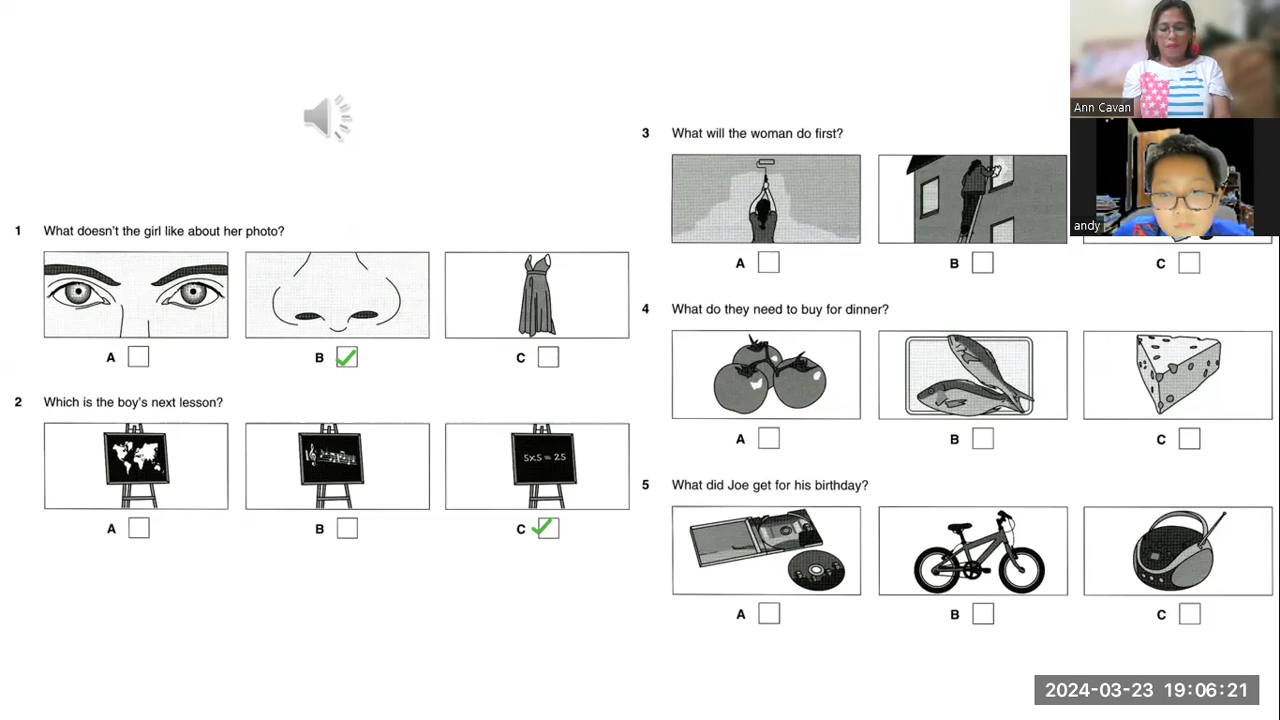 1 What doesn't the girl like about her photo?
A B C
2 Which is the boy's next lesson?
5x5 = 25
A B C
3 What will the woman do first?
A B C
4 What do they need to buy for dinner?
A B C
5 What did Joe get for his birthday?
A B C
Ann Cavan
andy
2024-03-23 19:06:21